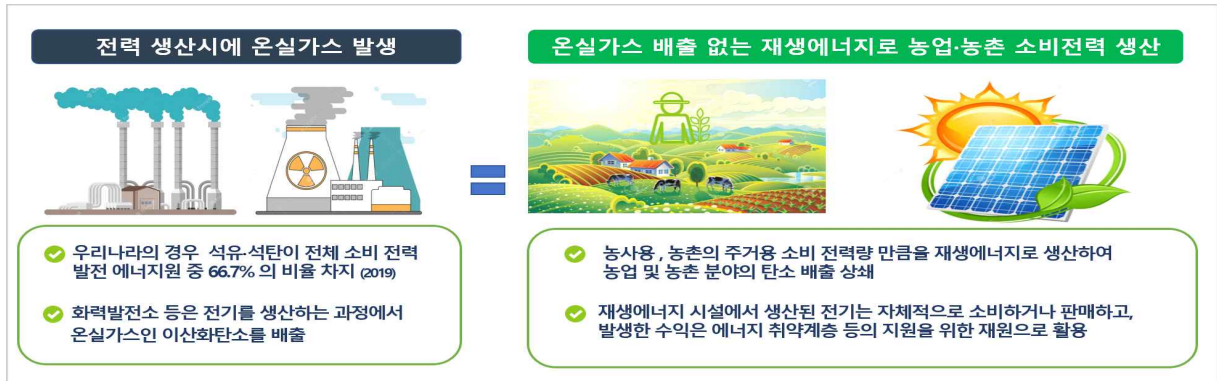 전력 생산시에 온실가스 발생
우리나라의 경우 석유·석탄이 전체 소비 전력
발전 에너지원 중 66.7% 의 비율 차지 (2019)
화력발전소 등은 전기를 생산하는 과정에서
온실가스인 이산화탄소를 배출
온실가스 배출 없는 재생에너지로 농업·농촌 소비전력 생산
농사용 , 농촌의 주거용 소비 전력량 만큼을 재생에너지로 생산하여
농업 및 농촌 분야의 탄소 배출 상쇄
재생에너지 시설에서 생산된 전기는 자체적으로 소비하거나 판매하고,
발생한 수익은 에너지 취약계층 등의 지원을 위한 재원으로 활용